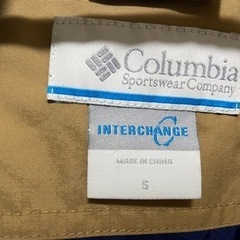 Columbia
Sportswear Company
INTERCHANGE
MADE IN CHINA
S